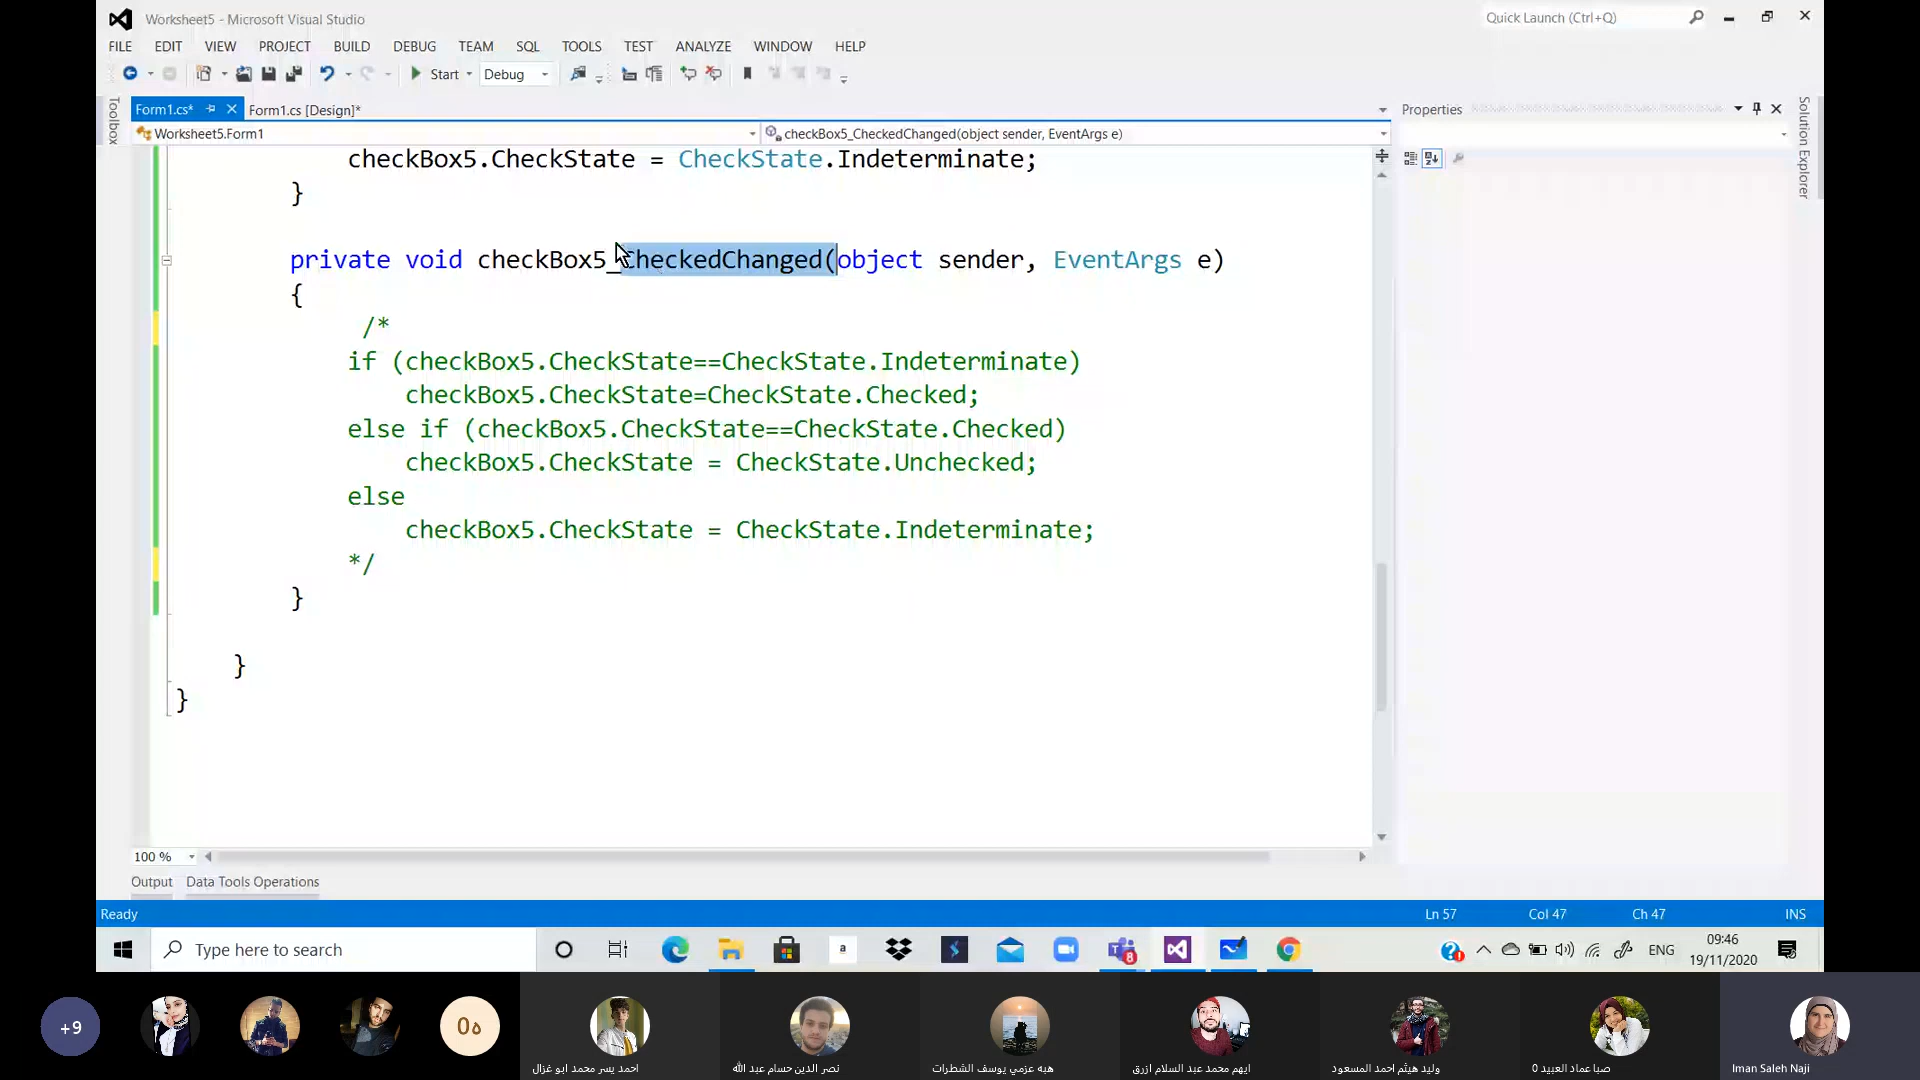 Worksheet5 - Microsoft Visual Studio
Quick Launch (Ctrl+Q)
FILE EDIT VIEW PROJECT BUILD DEBUG TEAM SQL TOOLS TEST ANALYZE WINDOW HELP
Start Debug
Toolbox
Form1.cs* Form1.cs [Design]*
Properties
Solution Explorer
Worksheet5.Form1
checkBox5_CheckedChanged(object sender, EventArgs e)
checkBox5.CheckState = CheckState.Indeterminate;
}
private void checkBox5_CheckedChanged(object sender, EventArgs e)
{
/*
if (checkBox5.CheckState==CheckState.Indeterminate)
checkBox5.CheckState=CheckState.Checked;
else if (checkBox5.CheckState==CheckState.Checked)
checkBox5.CheckState = CheckState.Unchecked;
else
checkBox5.CheckState = CheckState.Indeterminate;
*/
}
}
}
100 %
Output Data Tools Operations
Ready
Ln 57 Col 47 Ch 47 INS
Type here to search
a
8
ENG
09:46
19/11/2020
+9
0ه
احمد يسر محمد ابو غزال
نصر الدين حسام عبد الله
هبه عزمي يوسف الشطرات
ايهم محمد عبد السلام ازرق
وليد هيثم احمد المسعود
صبا عماد العبيد 0
Iman Saleh Naji